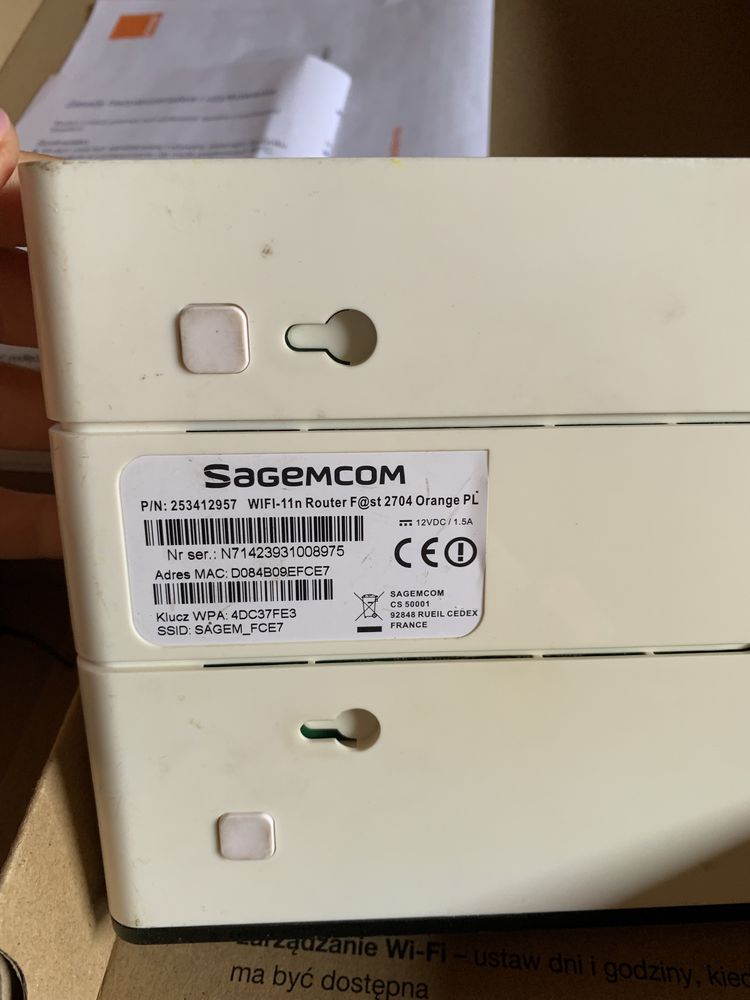 SAGEMCOM
P/N: 253412957 WIFI-11n Router F@st 2704 Orange PL
12VDC / 1.5A
Nr ser.: N71423931008975
Adres MAC: D084B09EFCE7
Klucz WPA: 4DC37FE3
SSID: SAGEM_FCE7
SAGEMCOM
CS 50001
92848 RUEIL CEDEX
FRANCE
CE
zarządzanie Wi-Fi – ustaw dni i godziny, kied
ma być dostępna